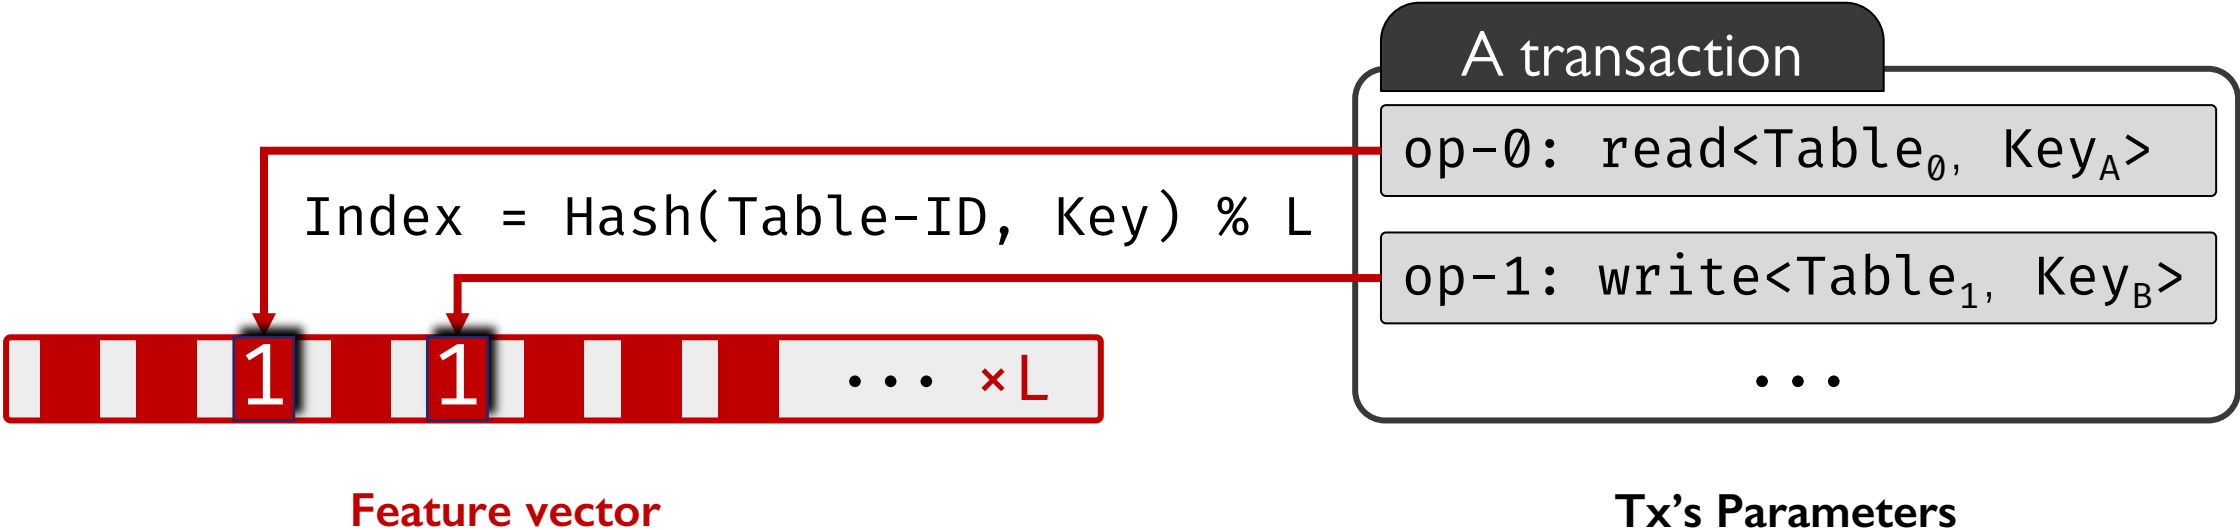 A transaction
op-0: read<Table0, KeyA>
Index = Hash(Table-ID, Key) % L
op-1: write<Table1, KeyB>
1 1 ... ×L
...
Feature vector
Tx’s Parameters